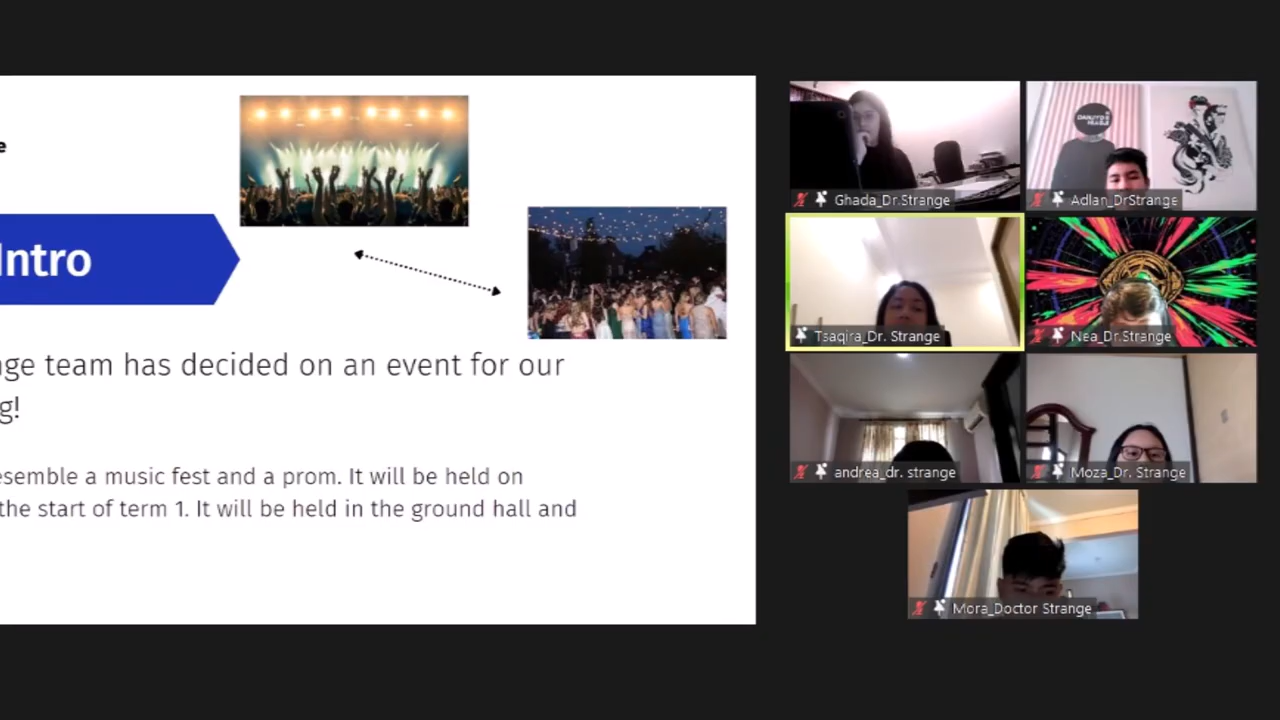 e
Intro
nge team has decided on an event for our
g!
esemble a music fest and a prom. It will be held on
the start of term 1. It will be held in the ground hall and
Ghada_Dr.Strange
Adlan_DrStrange
Tsaqira_Dr. Strange
Nea_Dr.Strange
andrea_dr. strange
Moza_Dr. Strange
Mora_Doctor Strange